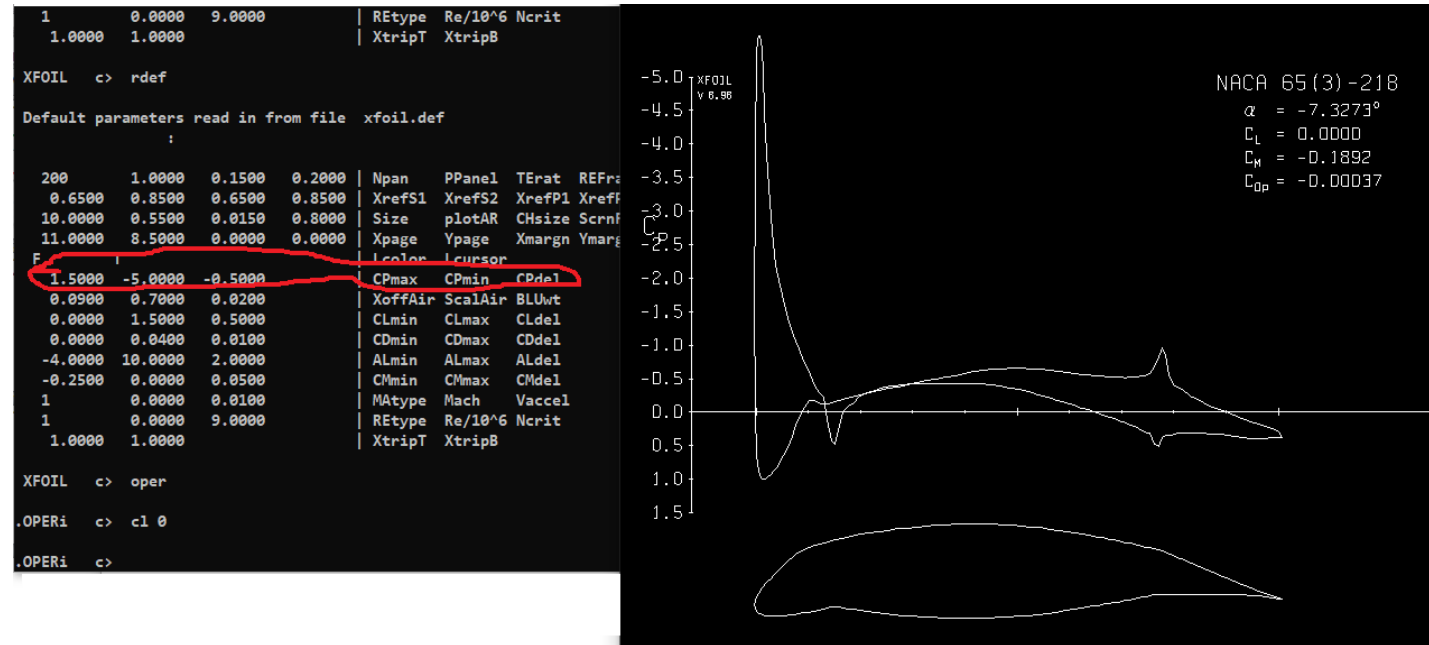 1 0.0000 9.0000 | REtype Re/10^6 Ncrit
1.0000 1.0000 | XtripT XtripB
XFOIL c> rdef
Default parameters read in from file xfoil.def
:
200 1.0000 0.1500 0.2000 | Npan PPanel TErat REFra
0.6500 0.8500 0.6500 0.8500 | XrefS1 XrefS2 XrefP1 XrefP
10.0000 0.5500 0.0150 0.8000 | Size plotAR CHsize ScrnF
11.0000 8.5000 0.0000 0.0000 | Xpage Ypage Xmargn Ymarg
F | Lcolor Lcursor
1.5000 -5.0000 -0.5000 | CPmax CPmin CPdel
0.0900 0.7000 0.0200 | XoffAir ScalAir BLUwt
0.0000 1.5000 0.5000 | CLmin CLmax CLdel
0.0000 0.0400 0.0100 | CDmin CDmax CDdel
-4.0000 10.0000 2.0000 | ALmin ALmax ALdel
-0.2500 0.0000 0.0500 | CMmin CMmax CMdel
1 0.0000 0.0100 | MAtype Mach Vaccel
1 0.0000 9.0000 | REtype Re/10^6 Ncrit
1.0000 1.0000 | XtripT XtripB
XFOIL c> oper
.OPERi c> cl 0
.OPERi c>
XFOIL
V 6.96
-5.0
-4.5
-4.0
-3.5
-3.0
Cp
-2.5
-2.0
-1.5
-1.0
-0.5
0.0
0.5
1.0
1.5
NACA 65(3)-218
α = -7.3273°
CL = 0.0000
CM = -0.1892
CDp = -0.00037